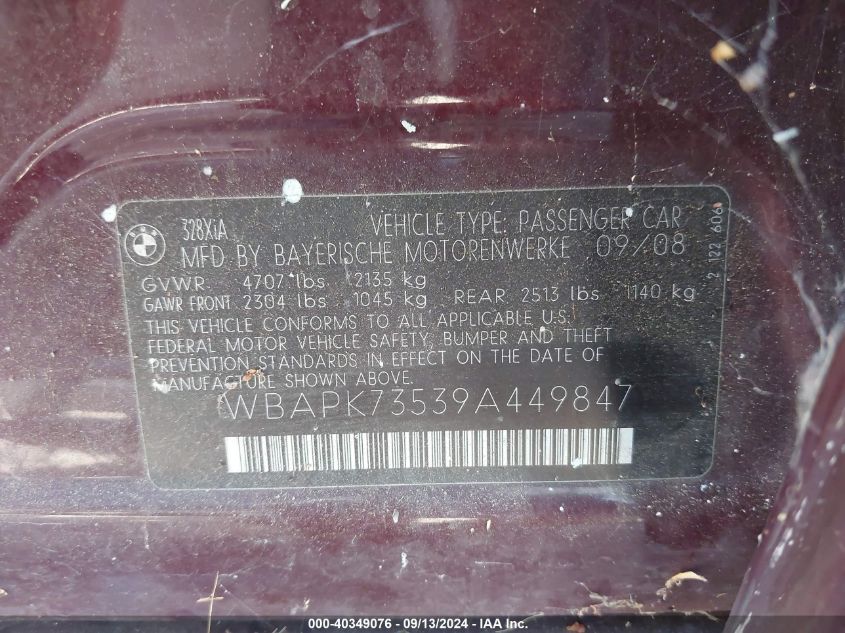 328XiA
VEHICLE TYPE: PASSENGER CAR
MFD BY BAYERISCHE MOTORENWERKE 09/08
GVWR. 4707 lbs 2135 kg
GAWR FRONT 2304 lbs 1045 kg REAR 2513 lbs 1140 kg
THIS VEHICLE CONFORMS TO ALL APPLICABLE U.S.
FEDERAL MOTOR VEHICLE SAFETY, BUMPER AND THEFT
PREVENTION STANDARDS IN EFFECT ON THE DATE OF
MANUFACTURE SHOWN ABOVE.
WBAPK73539A449847
2 122 606
000-40349076 - 09/13/2024 - IAA Inc.